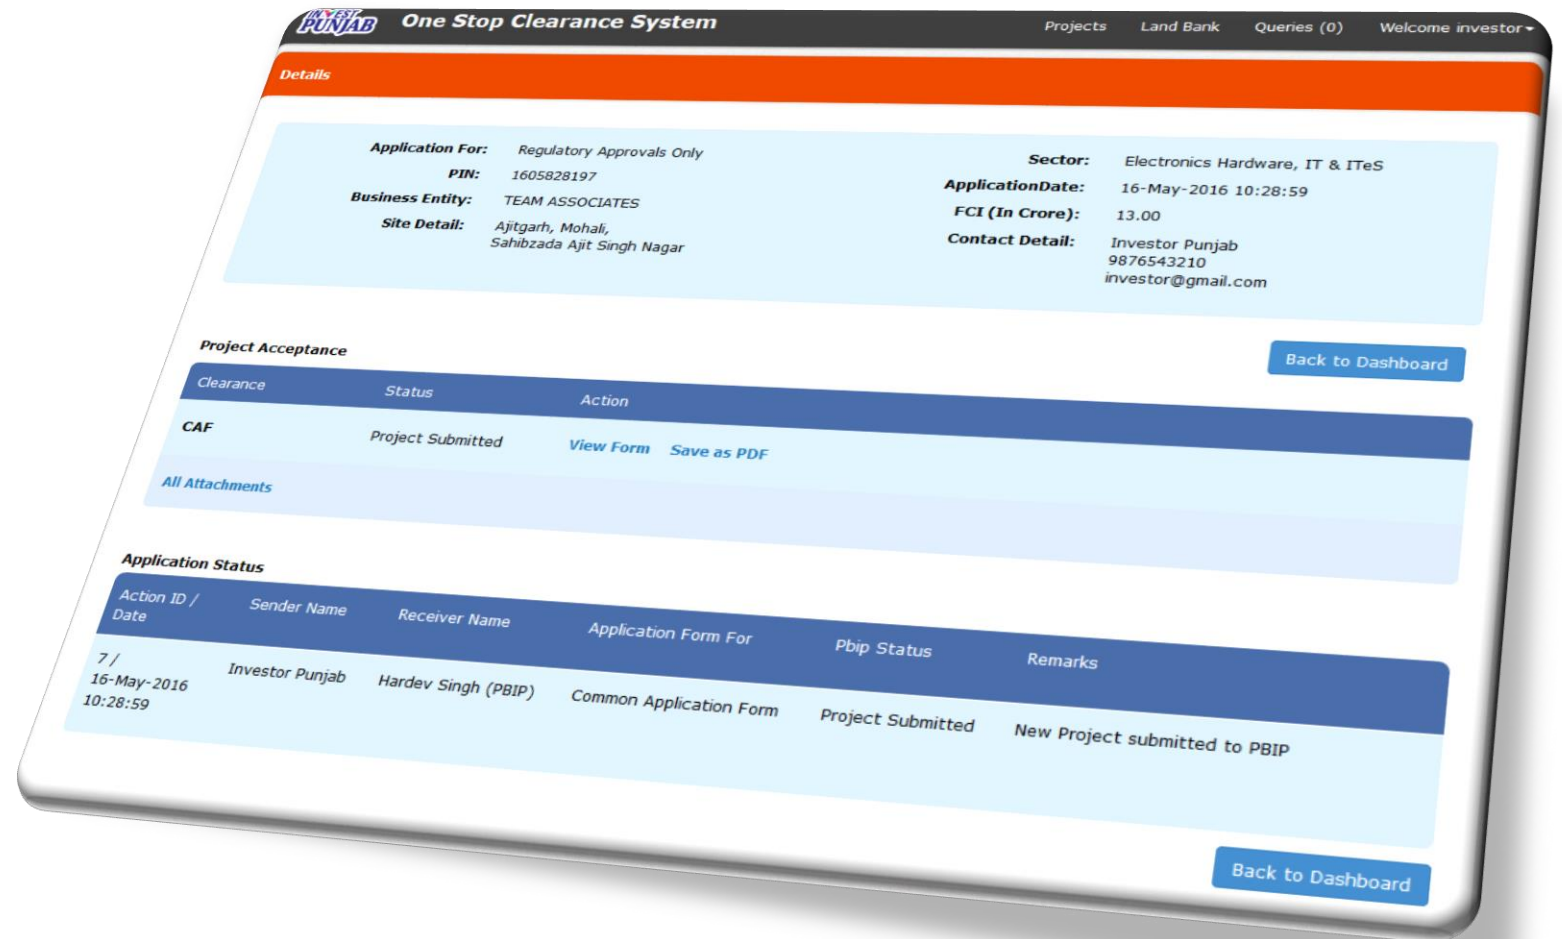 INVEST
PUNJAB
One Stop Clearance System
Projects
Land Bank
Queries (0)
Welcome investor
Details
Application For: Regulatory Approvals Only
PIN: 1605828197
Business Entity: TEAM ASSOCIATES
Site Detail: Ajitgarh, Mohali,
Sahibzada Ajit Singh Nagar
Sector: Electronics Hardware, IT & ITeS
ApplicationDate: 16-May-2016 10:28:59
FCI (In Crore): 13.00
Contact Detail: Investor Punjab
9876543210
investor@gmail.com
Back to Dashboard
Project Acceptance
Clearance Status Action
CAF Project Submitted View Form Save as PDF
All Attachments
Application Status
Action ID /
Date
Sender Name
Receiver Name
Application Form For
Pbip Status
Remarks
7 /
16-May-2016
10:28:59
Investor Punjab
Hardev Singh (PBIP)
Common Application Form
Project Submitted
New Project submitted to PBIP
Back to Dashboard